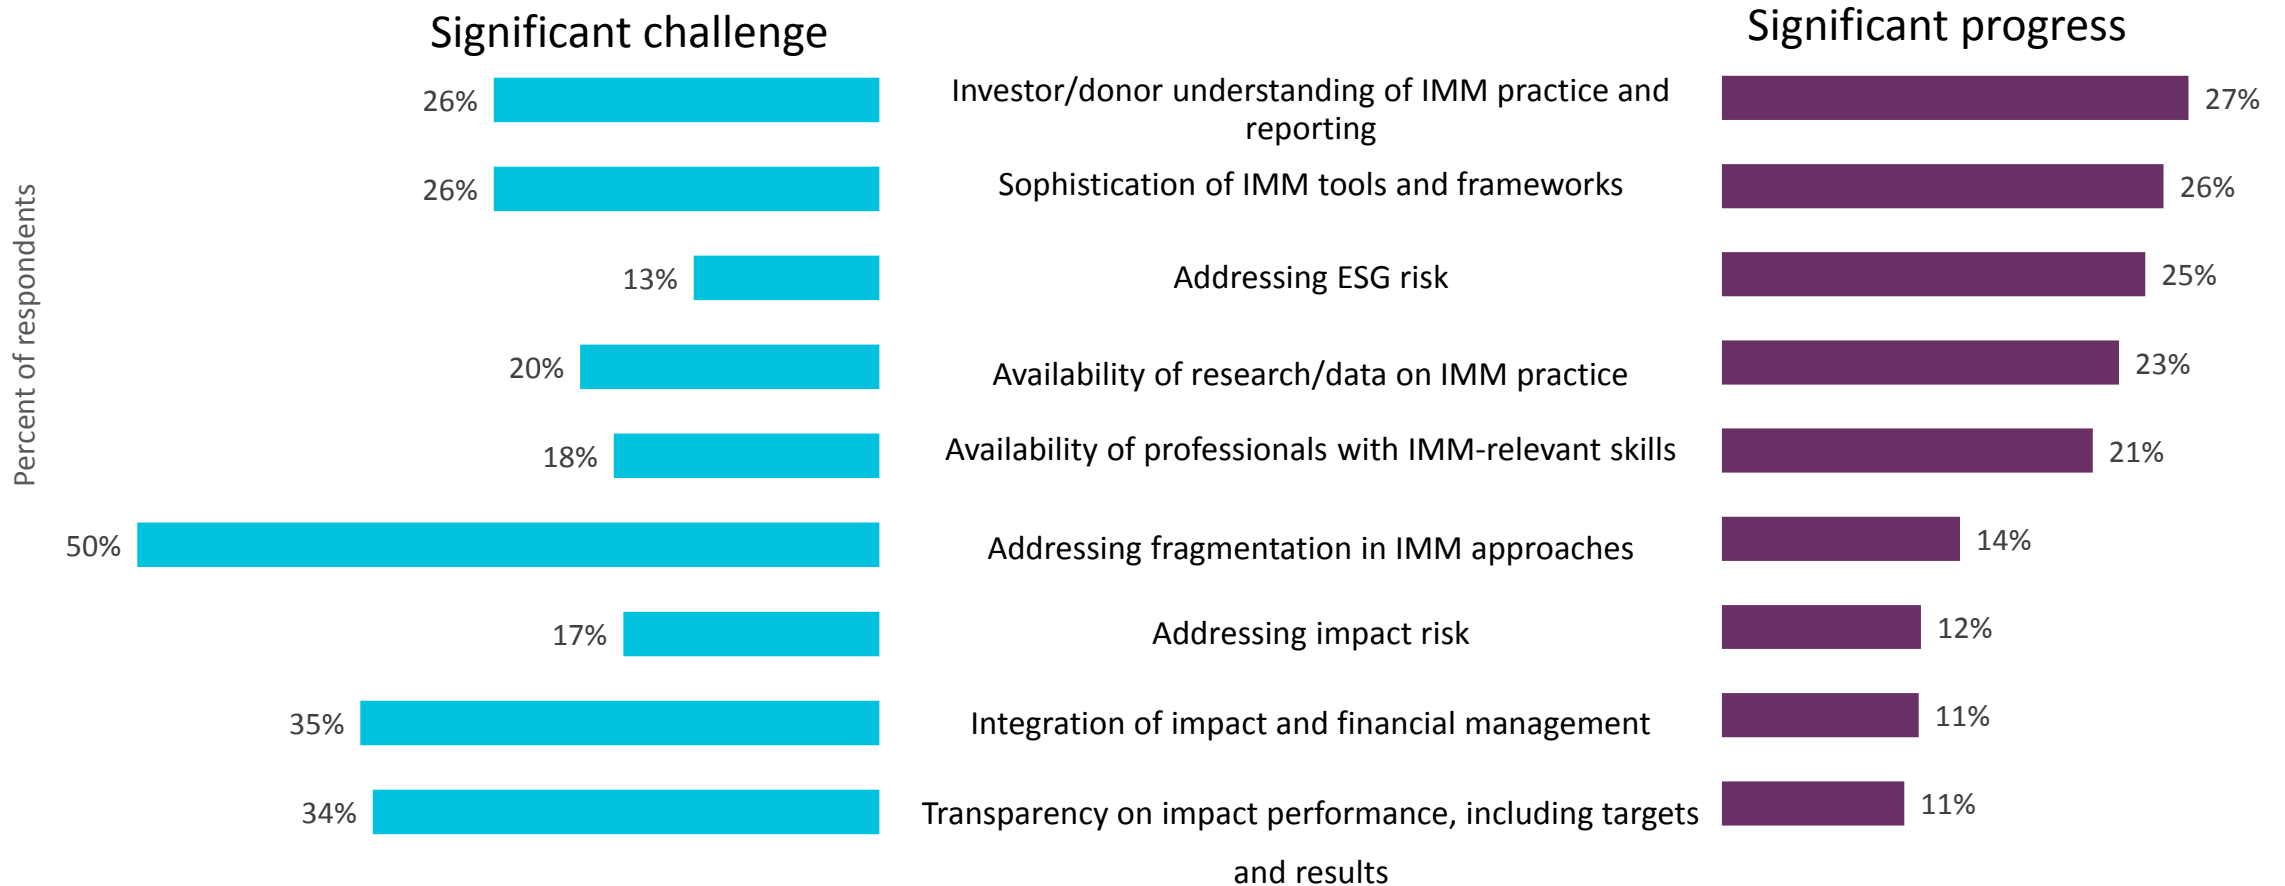 Significant challenge
Significant progress
Percent of respondents
26%
Investor/donor understanding of IMM practice and
reporting
27%
26%
Sophistication of IMM tools and frameworks
26%
13%
Addressing ESG risk
25%
20%
Availability of research/data on IMM practice
23%
18%
Availability of professionals with IMM-relevant skills
21%
50%
Addressing fragmentation in IMM approaches
14%
17%
Addressing impact risk
12%
35%
Integration of impact and financial management
11%
34%
Transparency on impact performance, including targets
and results
11%